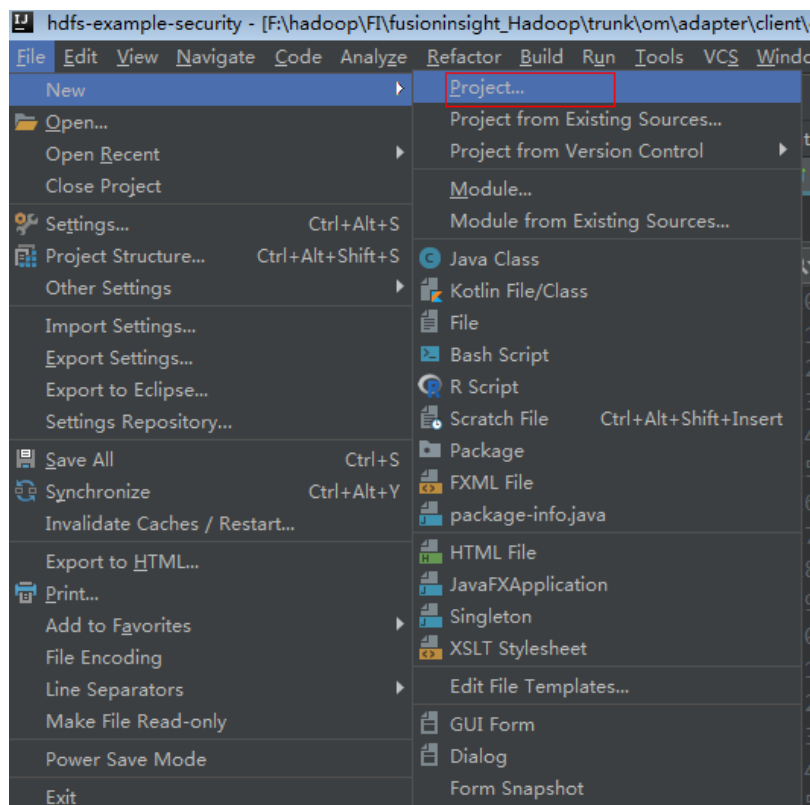 hdfs-example-security - [F:\hadoop\FI\fusioninsight_Hadoop\trunk\om\adapter\client\
File Edit View Navigate Code Analyze Refactor Build Run Tools VCS Windo
New
Open...
Open Recent
Close Project
Settings... Ctrl+Alt+S
Project Structure... Ctrl+Alt+Shift+S
Other Settings
Import Settings...
Export Settings...
Export to Eclipse...
Settings Repository...
Save All Ctrl+S
Synchronize Ctrl+Alt+Y
Invalidate Caches / Restart...
Export to HTML...
Print...
Add to Favorites
File Encoding
Line Separators
Make File Read-only
Power Save Mode
Exit
Project...
Project from Existing Sources...
Project from Version Control
Module...
Module from Existing Sources...
Java Class
Kotlin File/Class
File
Bash Script
R Script
Scratch File Ctrl+Alt+Shift+Insert
Package
FXML File
package-info.java
HTML File
JavaFXApplication
Singleton
XSLT Stylesheet
Edit File Templates...
GUI Form
Dialog
Form Snapshot